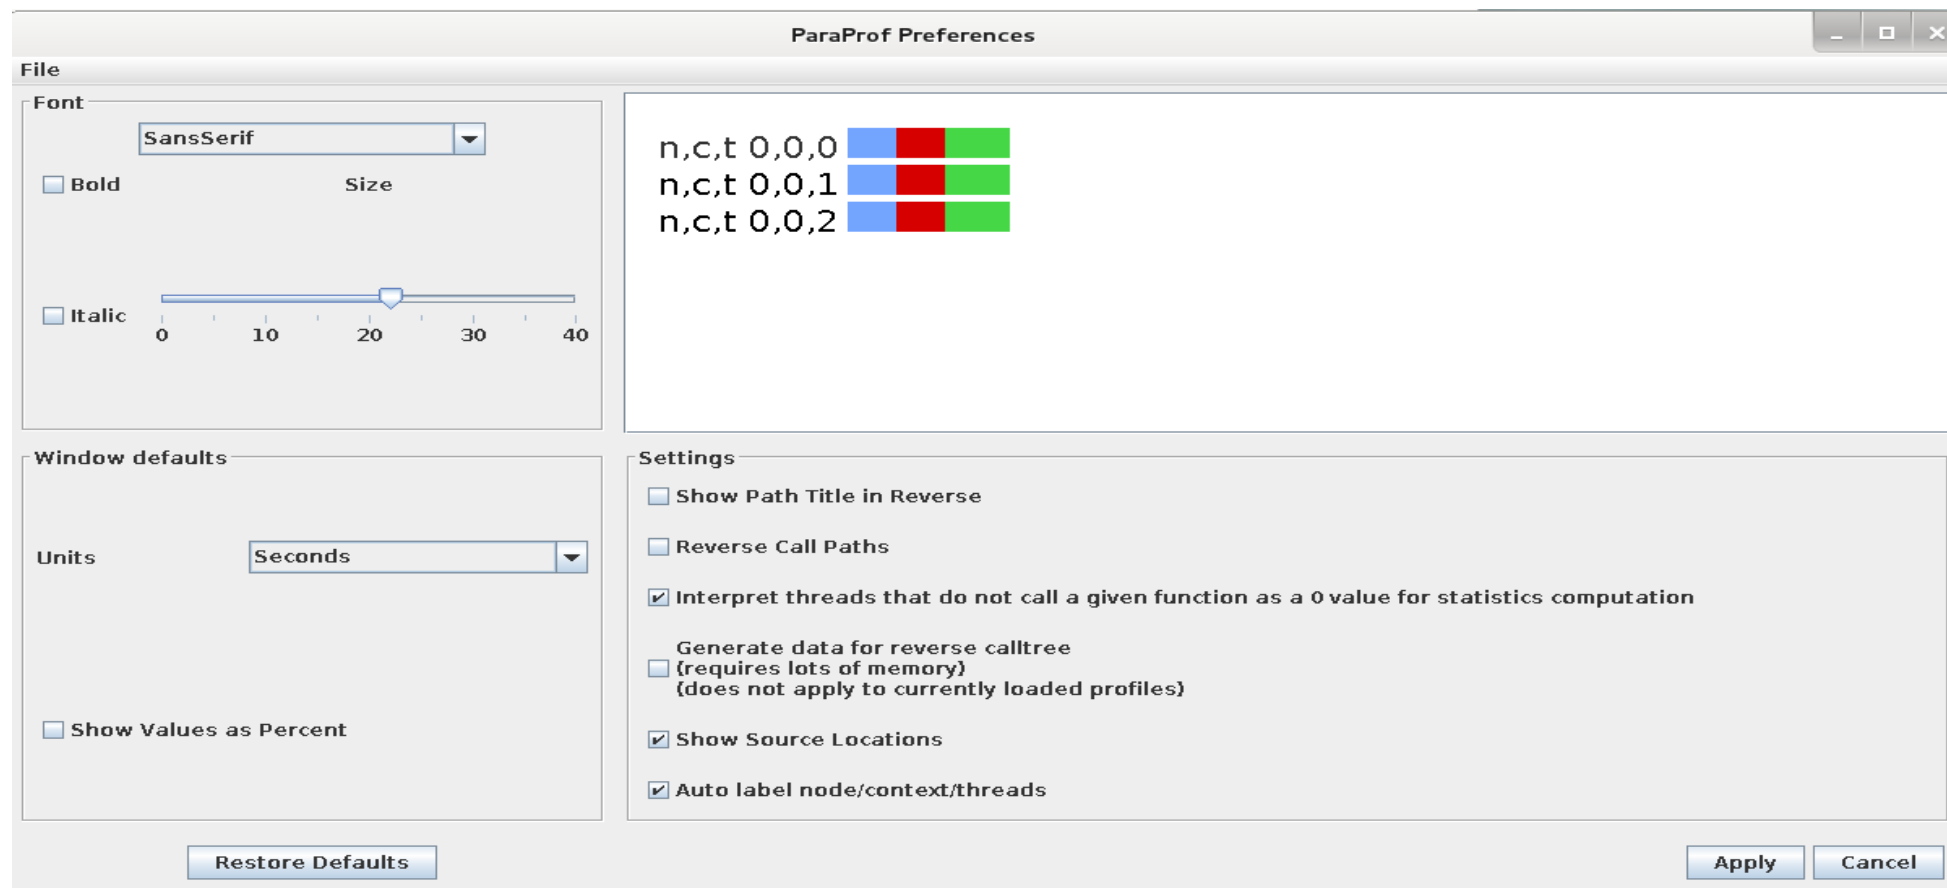 ParaProf Preferences
File
Font
SansSerif
Bold
Size
Italic
0 10 20 30 40
n,c,t 0,0,0
n,c,t 0,0,1
n,c,t 0,0,2
Window defaults
Units
Seconds
Show Values as Percent
Settings
Show Path Title in Reverse
Reverse Call Paths
Interpret threads that do not call a given function as a 0 value for statistics computation
Generate data for reverse calltree
(requires lots of memory)
(does not apply to currently loaded profiles)
Show Source Locations
Auto label node/context/threads
Restore Defaults
Apply
Cancel